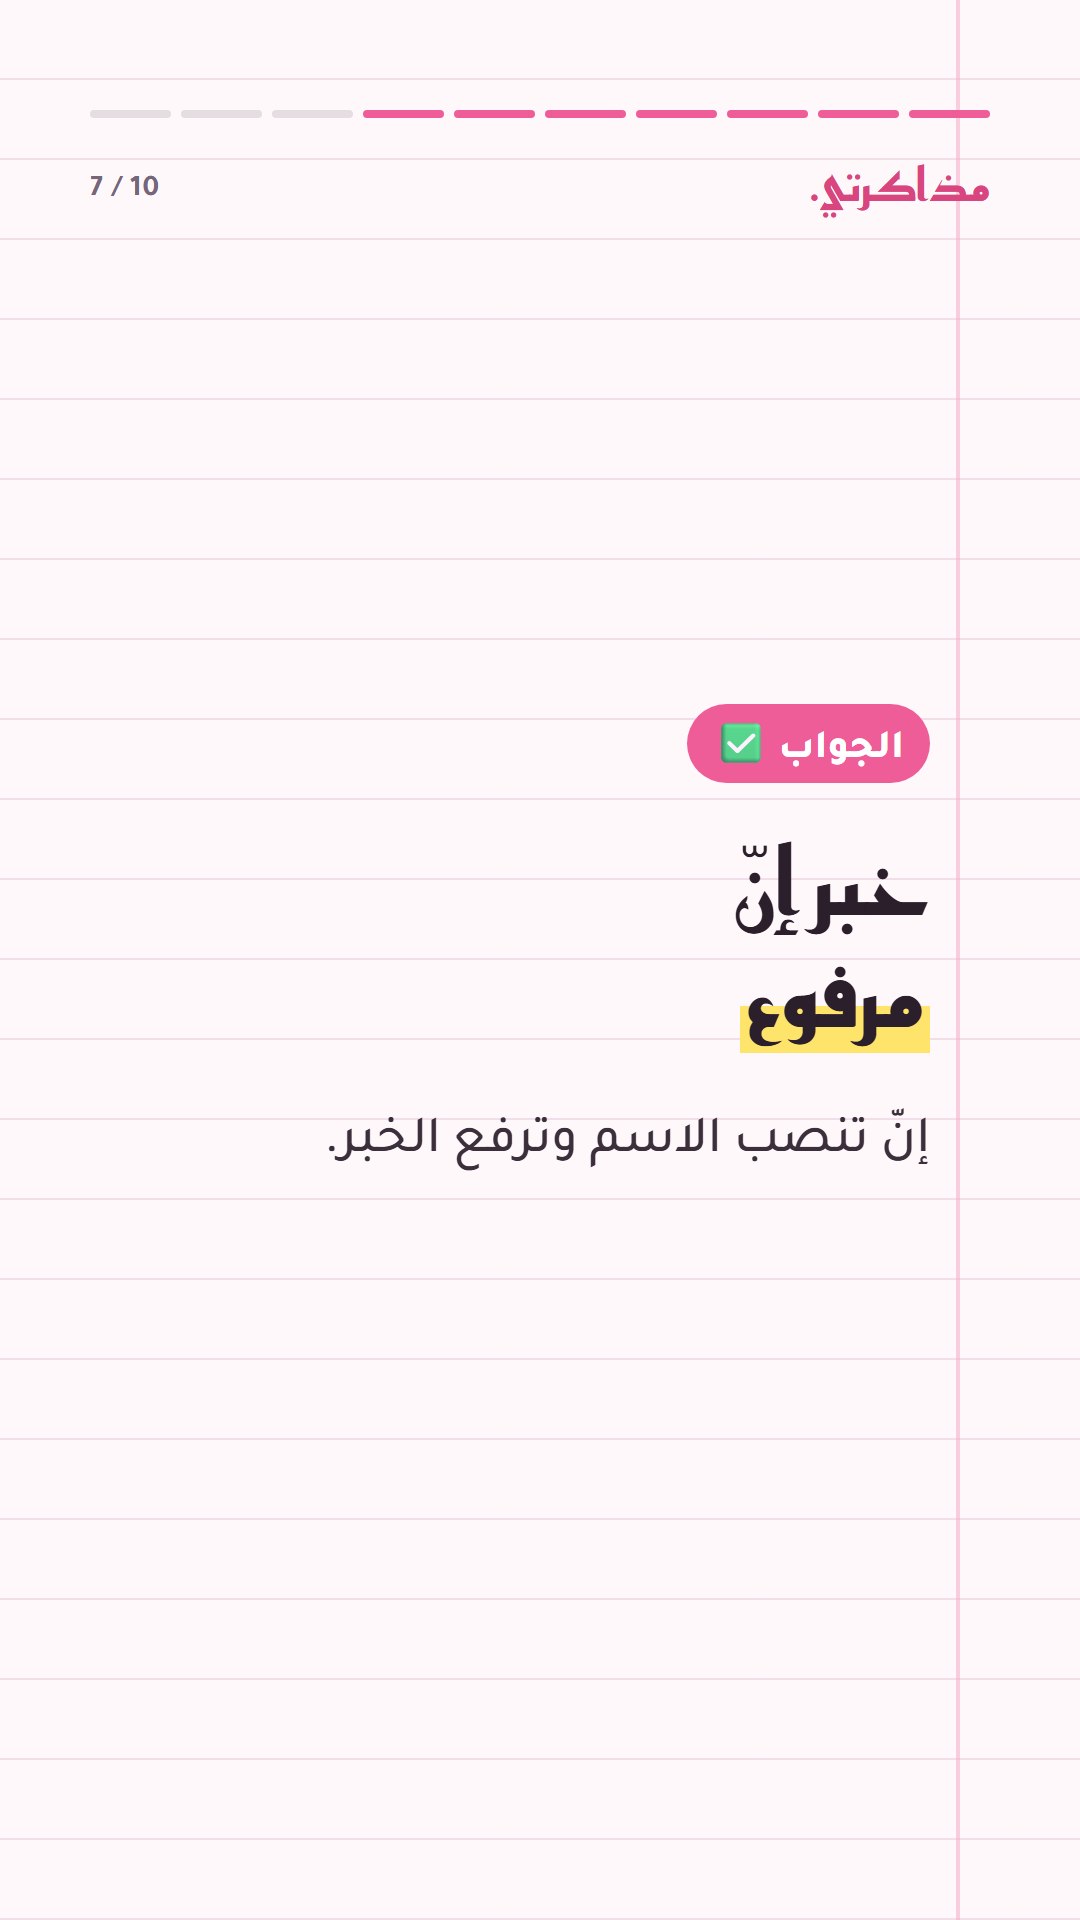 مذاكرتي.
7 / 10
الجواب ✅
خبر إنّ
مرفوع
إنّ تنصب الاسم وترفع الخبر.